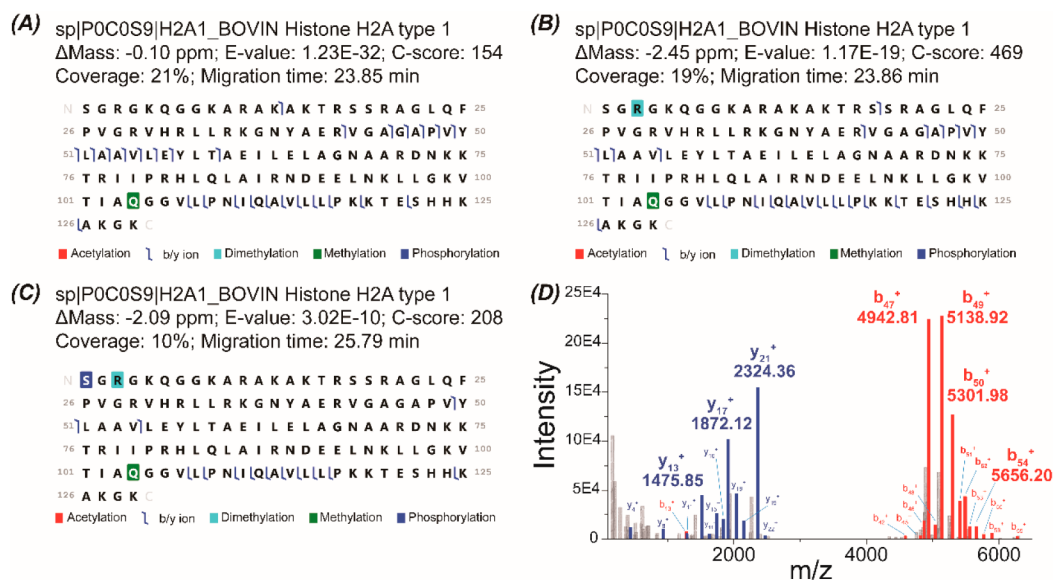 (A) sp|P0C0S9|H2A1_BOVIN Histone H2A type 1
ΔMass: -0.10 ppm; E-value: 1.23E-32; C-score: 154
Coverage: 21%; Migration time: 23.85 min
N S G R G K Q G G K A R A K A K T R S S R A G L Q F 25
26 P V G R V H R L L R K G N Y A E R V G A G A P V Y 50
51 L A A V L E Y L T A E I L E L A G N A A R D N K K 75
T R I I P R H L Q L A I R N D E E L N K L L G K V 100
101 T I A Q G G V L L P N I Q A V L L L P K K T E S H H K 125
126 A K G K C
Acetylation b/y ion Dimethylation Methylation Phosphorylation
(B) sp|P0C0S9|H2A1_BOVIN Histone H2A type 1
ΔMass: -2.45 ppm; E-value: 1.17E-19; C-score: 469
Coverage: 19%; Migration time: 23.86 min
N S G R G K Q G G K A R A K A K T R S S R A G L Q F 25
26 P V G R V H R L L R K G N Y A E R V G A G A P V Y 50
51 L A A V L E Y L T A E I L E L A G N A A R D N K K 75
T R I I P R H L Q L A I R N D E E L N K L L G K V 100
101 T I A Q G G V L L P N I Q A V L L L P K K T E S H H K 125
126 A K G K C
Acetylation b/y ion Dimethylation Methylation Phosphorylation
(C) sp|P0C0S9|H2A1_BOVIN Histone H2A type 1
ΔMass: -2.09 ppm; E-value: 3.02E-10; C-score: 208
Coverage: 10%; Migration time: 25.79 min
N S G R G K Q G G K A R A K A K T R S S R A G L Q F 25
26 P V G R V H R L L R K G N Y A E R V G A G A P V Y 50
51 L A A V L E Y L T A E I L E L A G N A A R D N K K 75
T R I I P R H L Q L A I R N D E E L N K L L G K V 100
101 T I A Q G G V L L P N I Q A V L L L P K K T E S H H K 125
126 A K G K C
Acetylation b/y ion Dimethylation Methylation Phosphorylation
(D)
25E4
20E4
15E4
10E4
5E4
0
Intensity
b47+
4942.81
b49+
5138.92
b50+
5301.98
b54+
5656.20
y21+
2324.36
y17+
1872.12
y13+
1475.85
2000
4000
6000
m/z